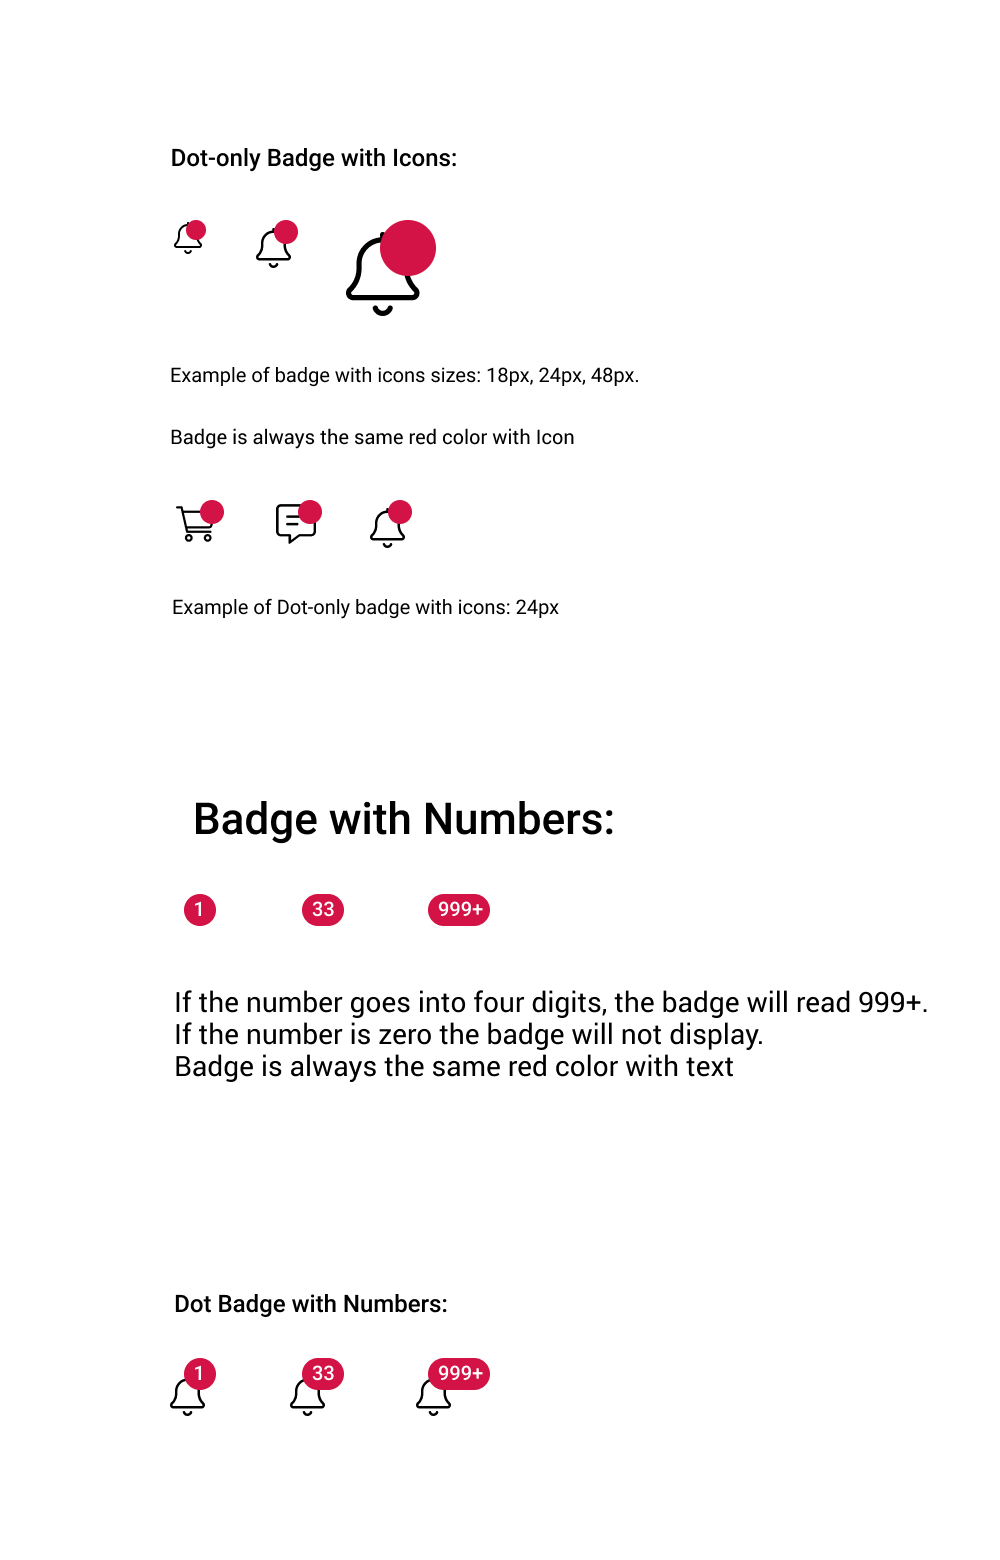 Dot-only Badge with Icons:
Example of badge with icons sizes: 18px, 24px, 48px.
Badge is always the same red color with Icon
Example of Dot-only badge with icons: 24px
Badge with Numbers:
1 33 999+
If the number goes into four digits, the badge will read 999+.
If the number is zero the badge will not display.
Badge is always the same red color with text
Dot Badge with Numbers:
1 33 999+